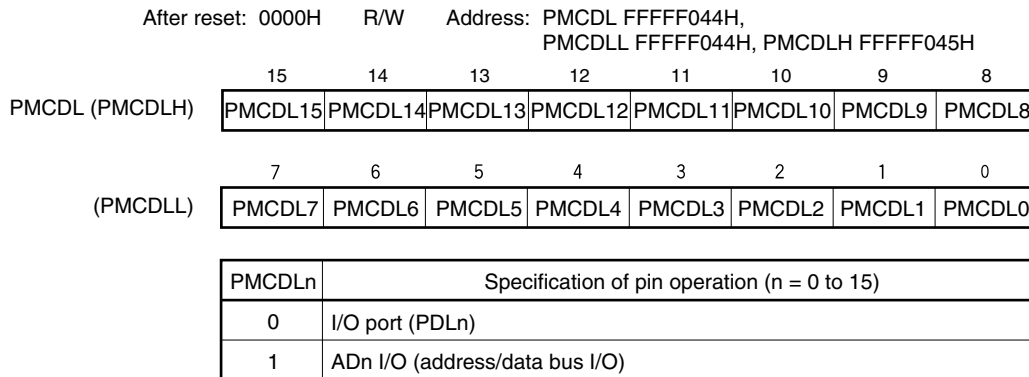 After reset: 0000H R/W Address: PMCDL FFFFF044H,
PMCDLL FFFFF044H, PMCDLH FFFFF045H
15 14 13 12 11 10 9 8
PMCDL (PMCDLH) PMCDL15 PMCDL14 PMCDL13 PMCDL12 PMCDL11 PMCDL10 PMCDL9 PMCDL8
7 6 5 4 3 2 1 0
(PMCDLL) PMCDL7 PMCDL6 PMCDL5 PMCDL4 PMCDL3 PMCDL2 PMCDL1 PMCDL0
PMCDLn Specification of pin operation (n = 0 to 15)
0 I/O port (PDLn)
1 ADn I/O (address/data bus I/O)